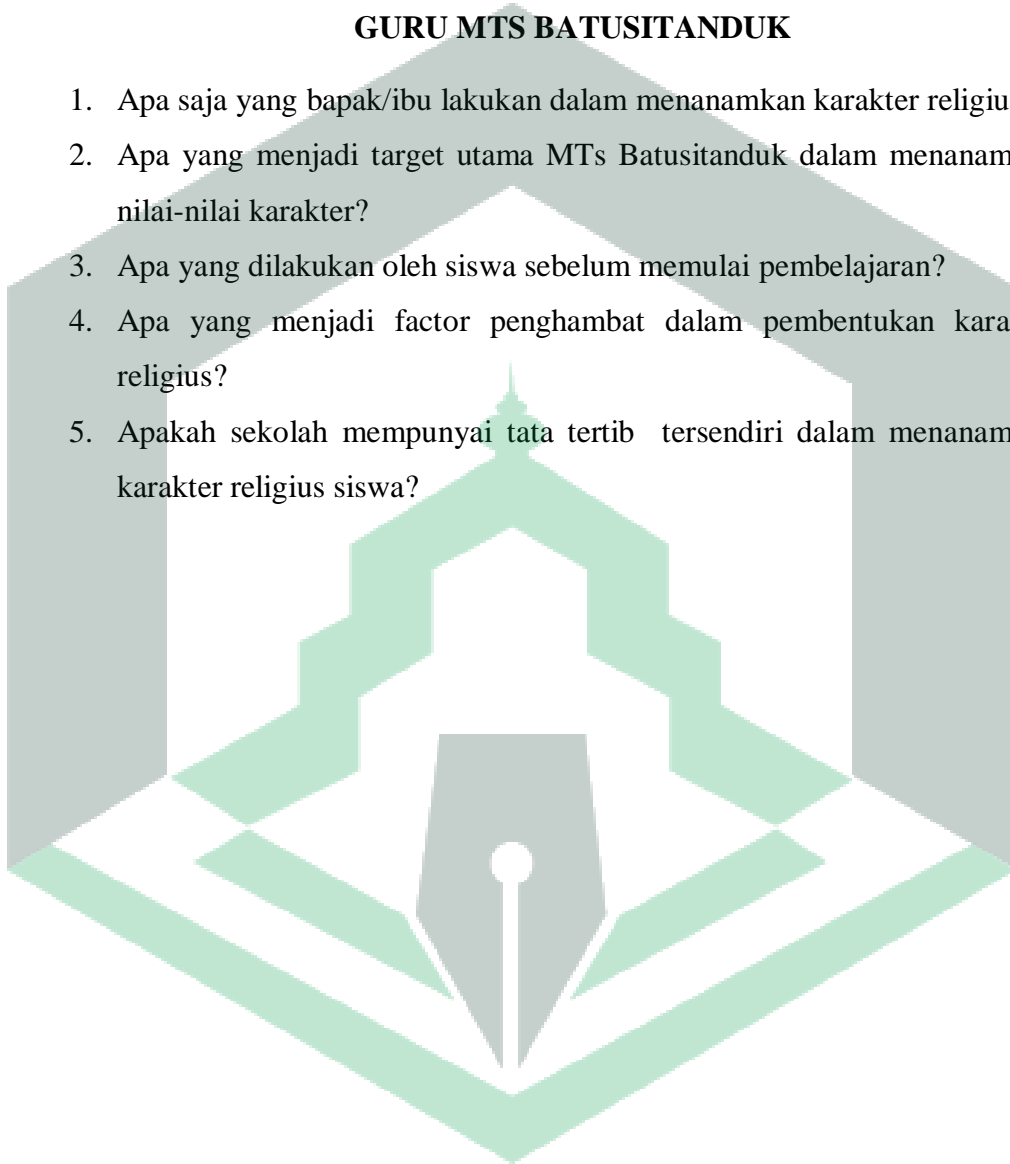 GURU MTS BATUSITANDUK
1. Apa saja yang bapak/ibu lakukan dalam menanamkan karakter religiu
2. Apa yang menjadi target utama MTs Batusitanduk dalam menanam
nilai-nilai karakter?
3. Apa yang dilakukan oleh siswa sebelum memulai pembelajaran?
4. Apa yang menjadi factor penghambat dalam pembentukan kara
religius?
5. Apakah sekolah mempunyai tata tertib tersendiri dalam menanam
karakter religius siswa?